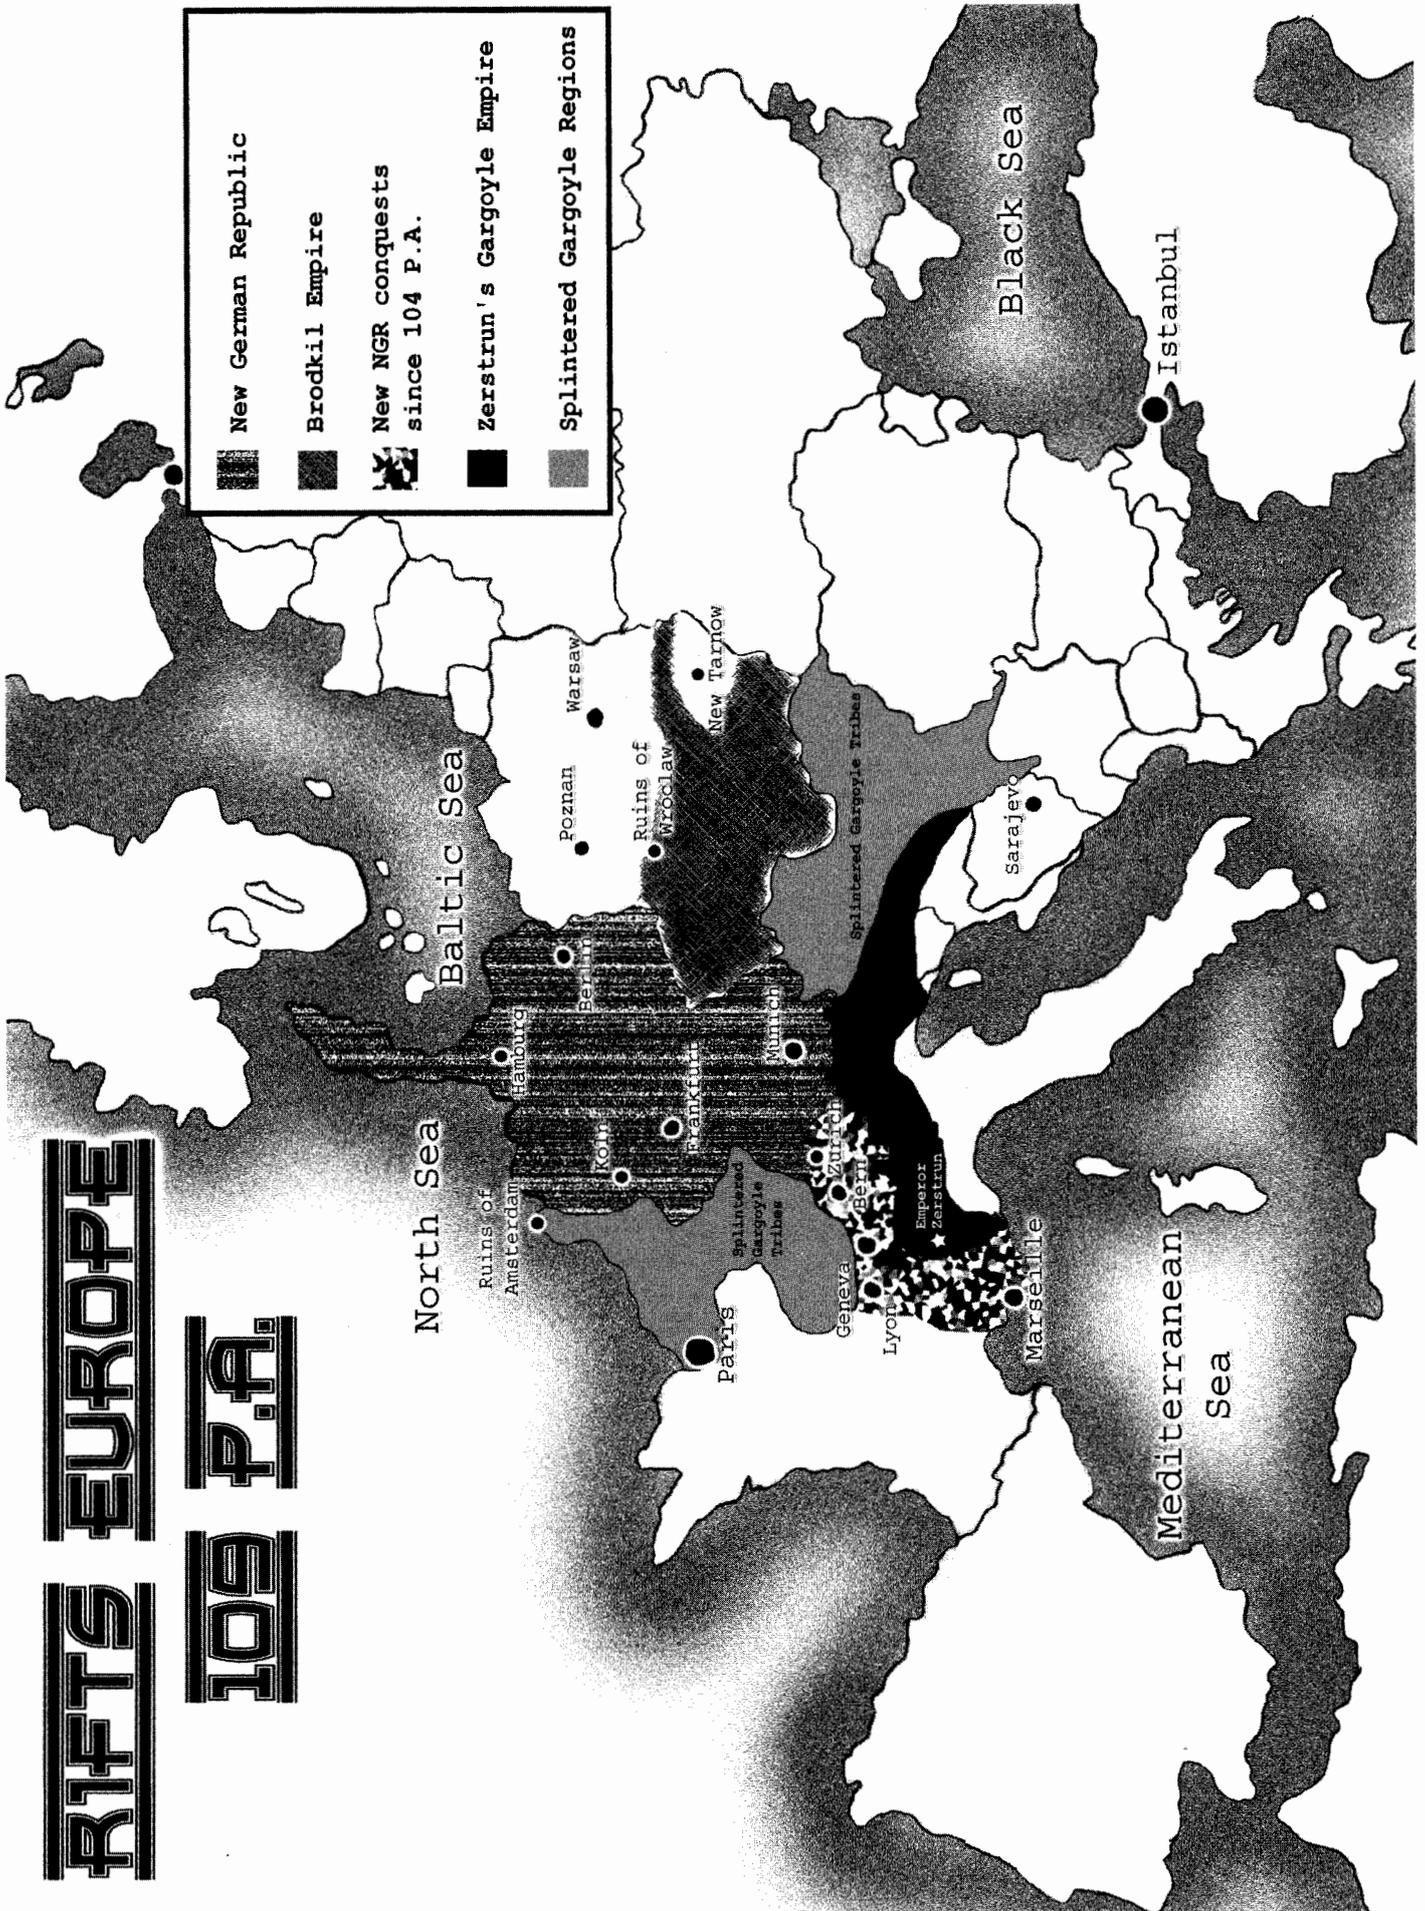 RIFTS EUROPE
109 P.A.
New German Republic
Brodkil Empire
New NGR conquests
since 104 P.A.
Zerstrun's Gargoyle Empire
Splintered Gargoyle Regions
North Sea
Baltic Sea
Ruins of
Amsterdam
Hamburg
Berlin
Poznan
Warsaw
Köln
Frankfurt
Ruins of
Wroclaw
New Tarnow
Paris
Splintered
Gargoyle
Tribes
Munich
Zurich
Bern
Geneva
Lyon
Splintered Gargoyle Tribes
Emperor
Zerstrun
Marseille
Sarajevo
Black Sea
Istanbul
Mediterranean
Sea